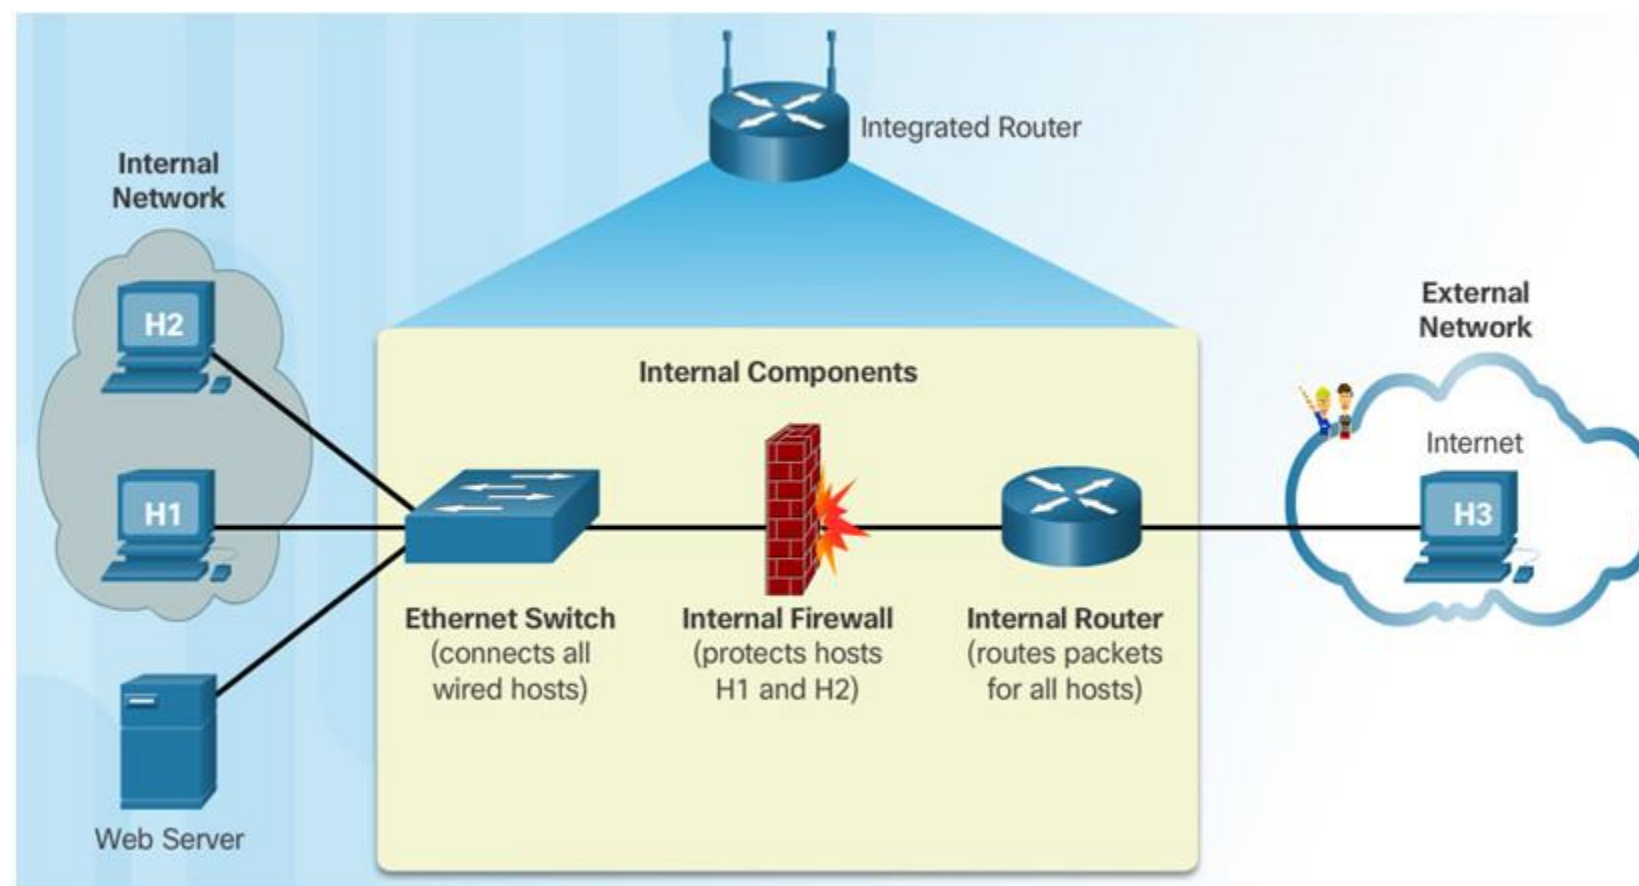 Integrated Router
Internal
Network
H2
H1
Web Server
Internal Components
Ethernet Switch
(connects all
wired hosts)
Internal Firewall
(protects hosts
H1 and H2)
Internal Router
(routes packets
for all hosts)
External
Network
Internet
H3